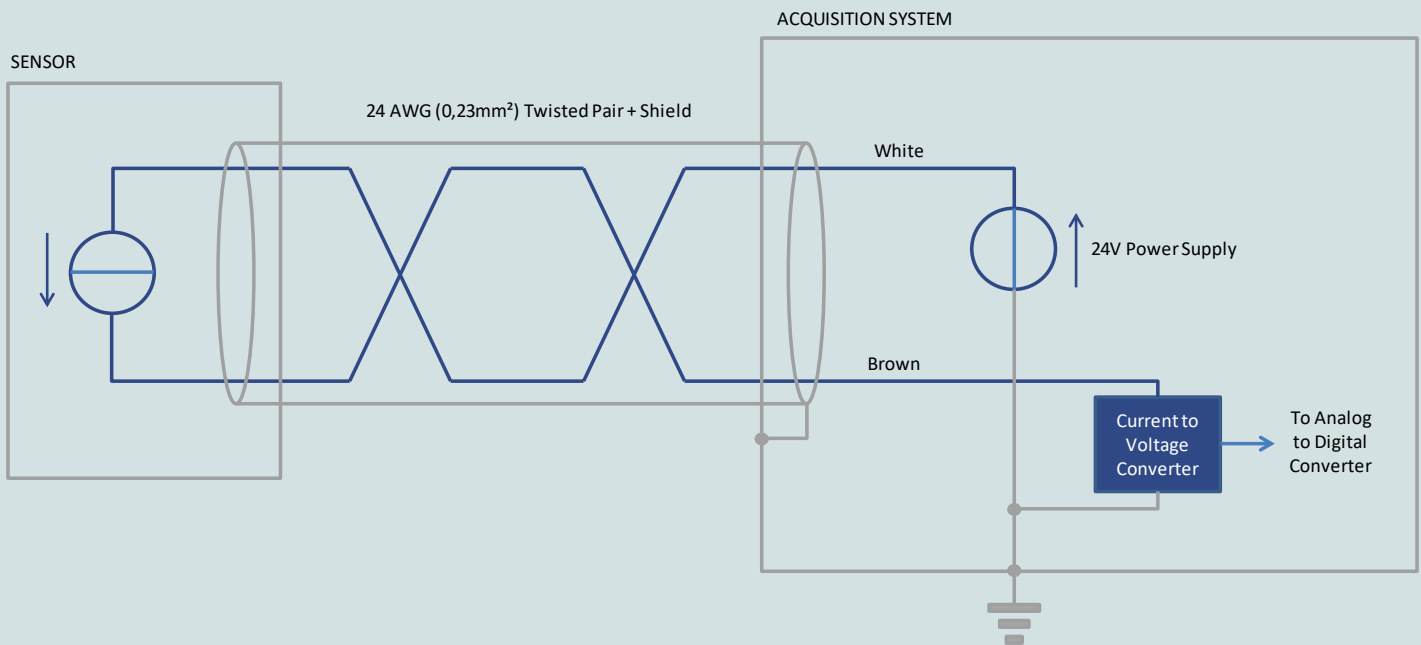 ACQUISITION SYSTEM
SENSOR
24 AWG (0,23mm²) Twisted Pair + Shield
White
24V Power Supply
Brown
Current to
Voltage
Converter
To Analog
to Digital
Converter